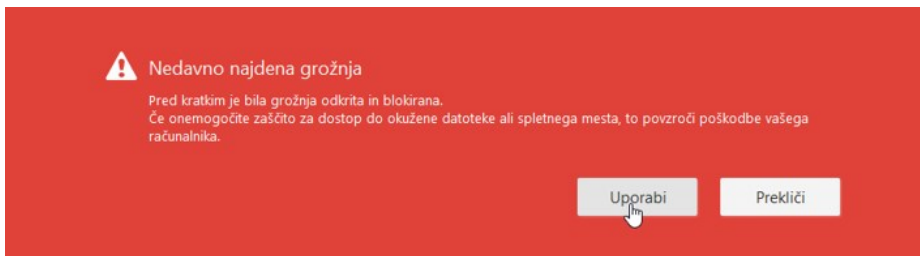 Nedavno najdena grožnja
Pred kratkim je bila grožnja odkrita in blokirana.
Če onemogočite zaščito za dostop do okužene datoteke ali spletnega mesta, to povzroči poškodbe vašega
računalnika.
Uporabi Prekliči